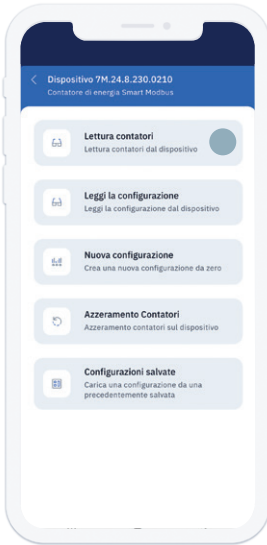 Dispositivo 7M.24.8.230.0210
Contatore di energia Smart Modbus
Lettura contatori
Lettura contatori dal dispositivo
Leggi la configurazione
Leggi la configurazione dal dispositivo
Nuova configurazione
Crea una nuova configurazione da zero
Azzeramento Contatori
Azzeramento contatori sul dispositivo
Configurazioni salvate
Carica una configurazione da una
precedentemente salvata